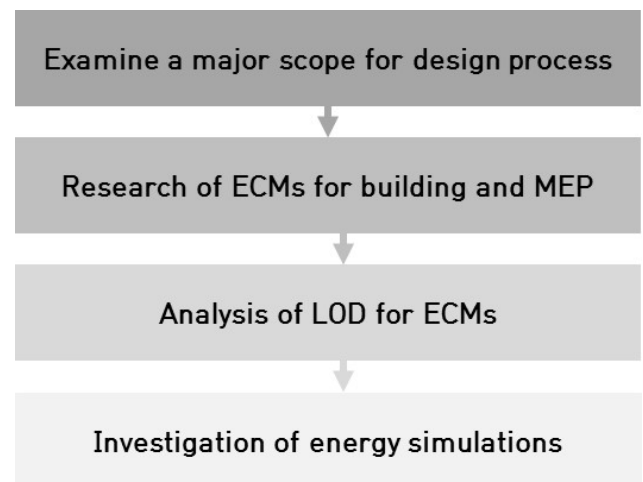 Examine a major scope for design process
Research of ECMs for building and MEP
Analysis of LOD for ECMs
Investigation of energy simulations